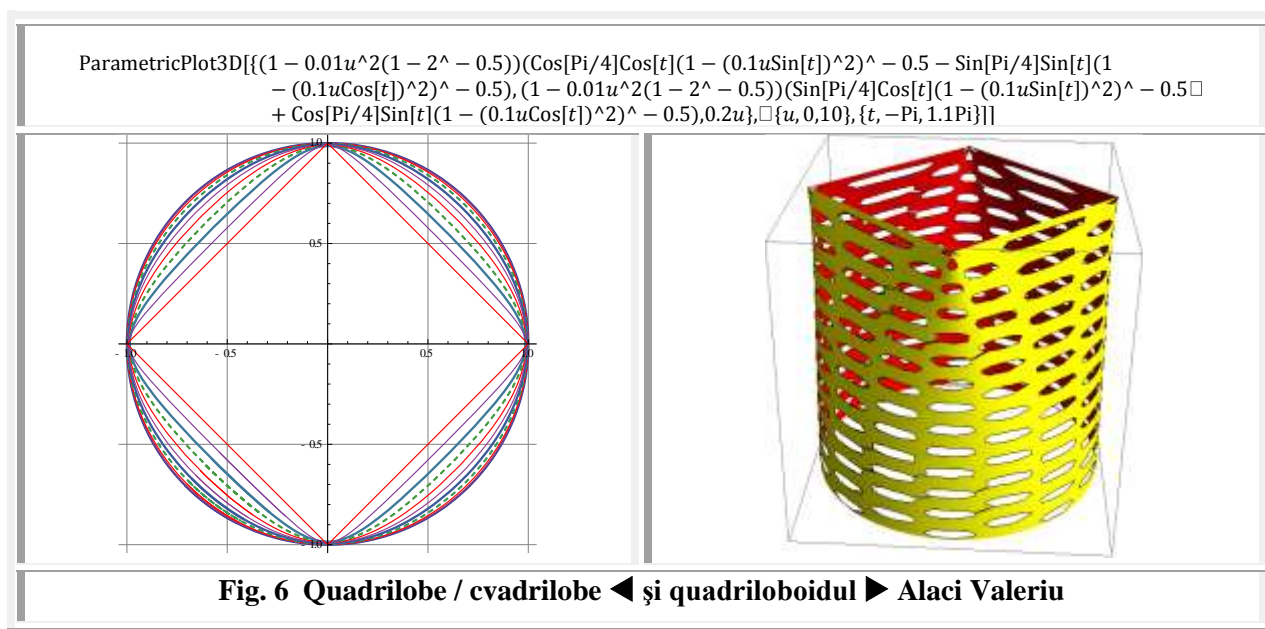 ParametricPlot3D[{(1 − 0.01u^2(1 − 2^ − 0.5))(Cos[Pi/4]Cos[t](1 − (0.1uSin[t])^2)^ − 0.5 − Sin[Pi/4]Sin[t](1
− (0.1uCos[t])^2)^ − 0.5), (1 − 0.01u^2(1 − 2^ − 0.5))(Sin[Pi/4]Cos[t](1 − (0.1uSin[t])^2)^ − 0.5□
+ Cos[Pi/4]Sin[t](1 − (0.1uCos[t])^2)^ − 0.5),0.2u},□{u, 0,10}, {t, −Pi, 1.1Pi}]]
1.0
0.5
- 1.0 - 0.5 0.5 1.0
- 0.5
- 1.0
Fig. 6 Quadrilobe / cvadrilobe ◀ şi quadriloboidul ▶ Alaci Valeriu